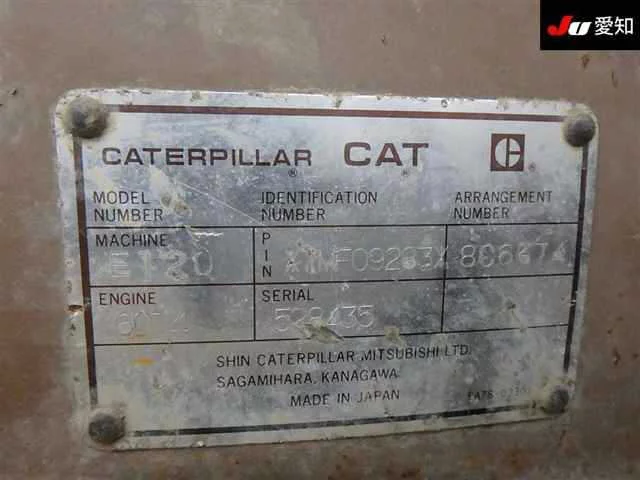 JU 愛知
CATERPILLAR® CAT® C®
MODEL NUMBER IDENTIFICATION NUMBER ARRANGEMENT NUMBER
MACHINE E120 PIN
ENGINE SERIAL 528435
SHIN CATERPILLAR MITSUBISHI LTD.
SAGAMIHARA, KANAGAWA
MADE IN JAPAN